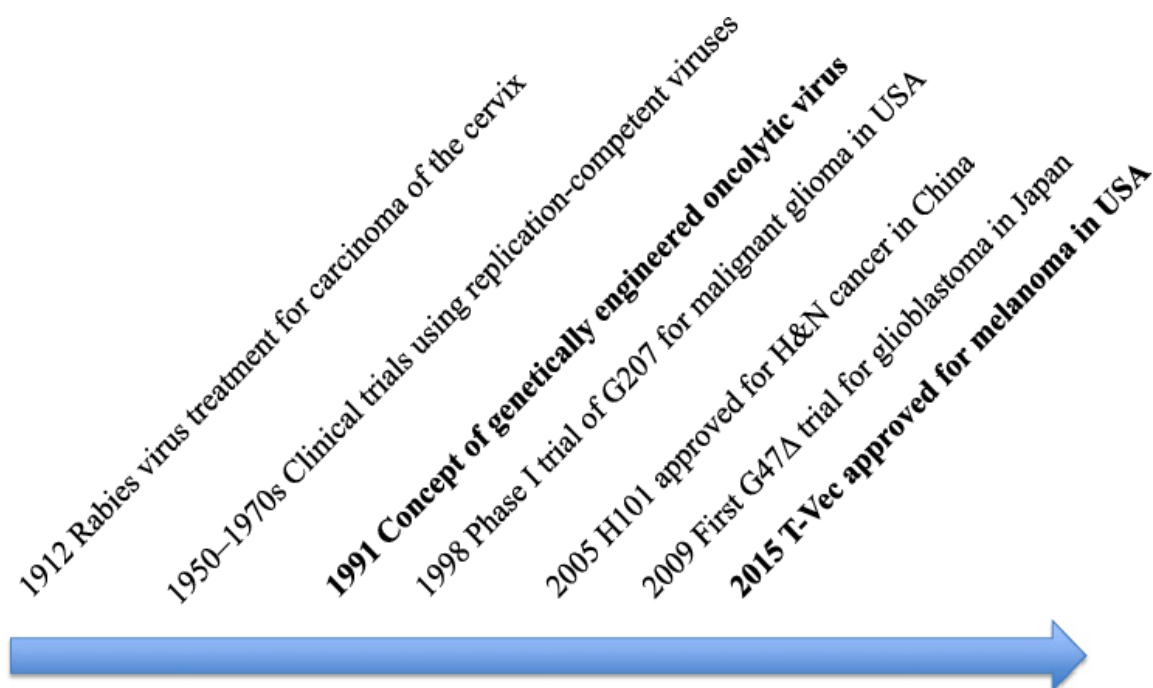 1912 Rabies virus treatment for carcinoma of the cervix
1950–1970s Clinical trials using replication-competent viruses
1991 Concept of genetically engineered oncolytic virus
1998 Phase I trial of G207 for malignant glioma in USA
2005 H101 approved for H&N cancer in China
2009 First G47Δ trial for glioblastoma in Japan
2015 T-Vec approved for melanoma in USA